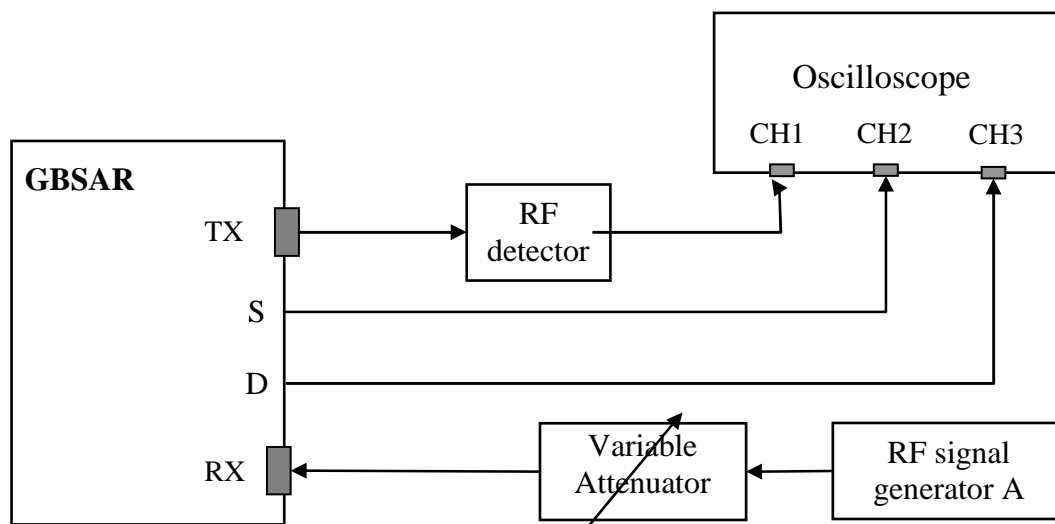 Oscilloscope
CH1 CH2 CH3
GBSAR
TX
RF
detector
S
D
RX
Variable
Attenuator
RF signal
generator A